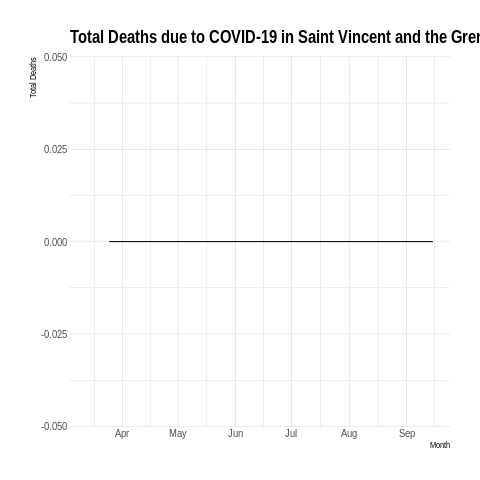 Total Deaths due to COVID-19 in Saint Vincent and the Gre
Total Deaths
0.050
0.025
0.000
-0.025
-0.050
Apr May Jun Jul Aug Sep
Month